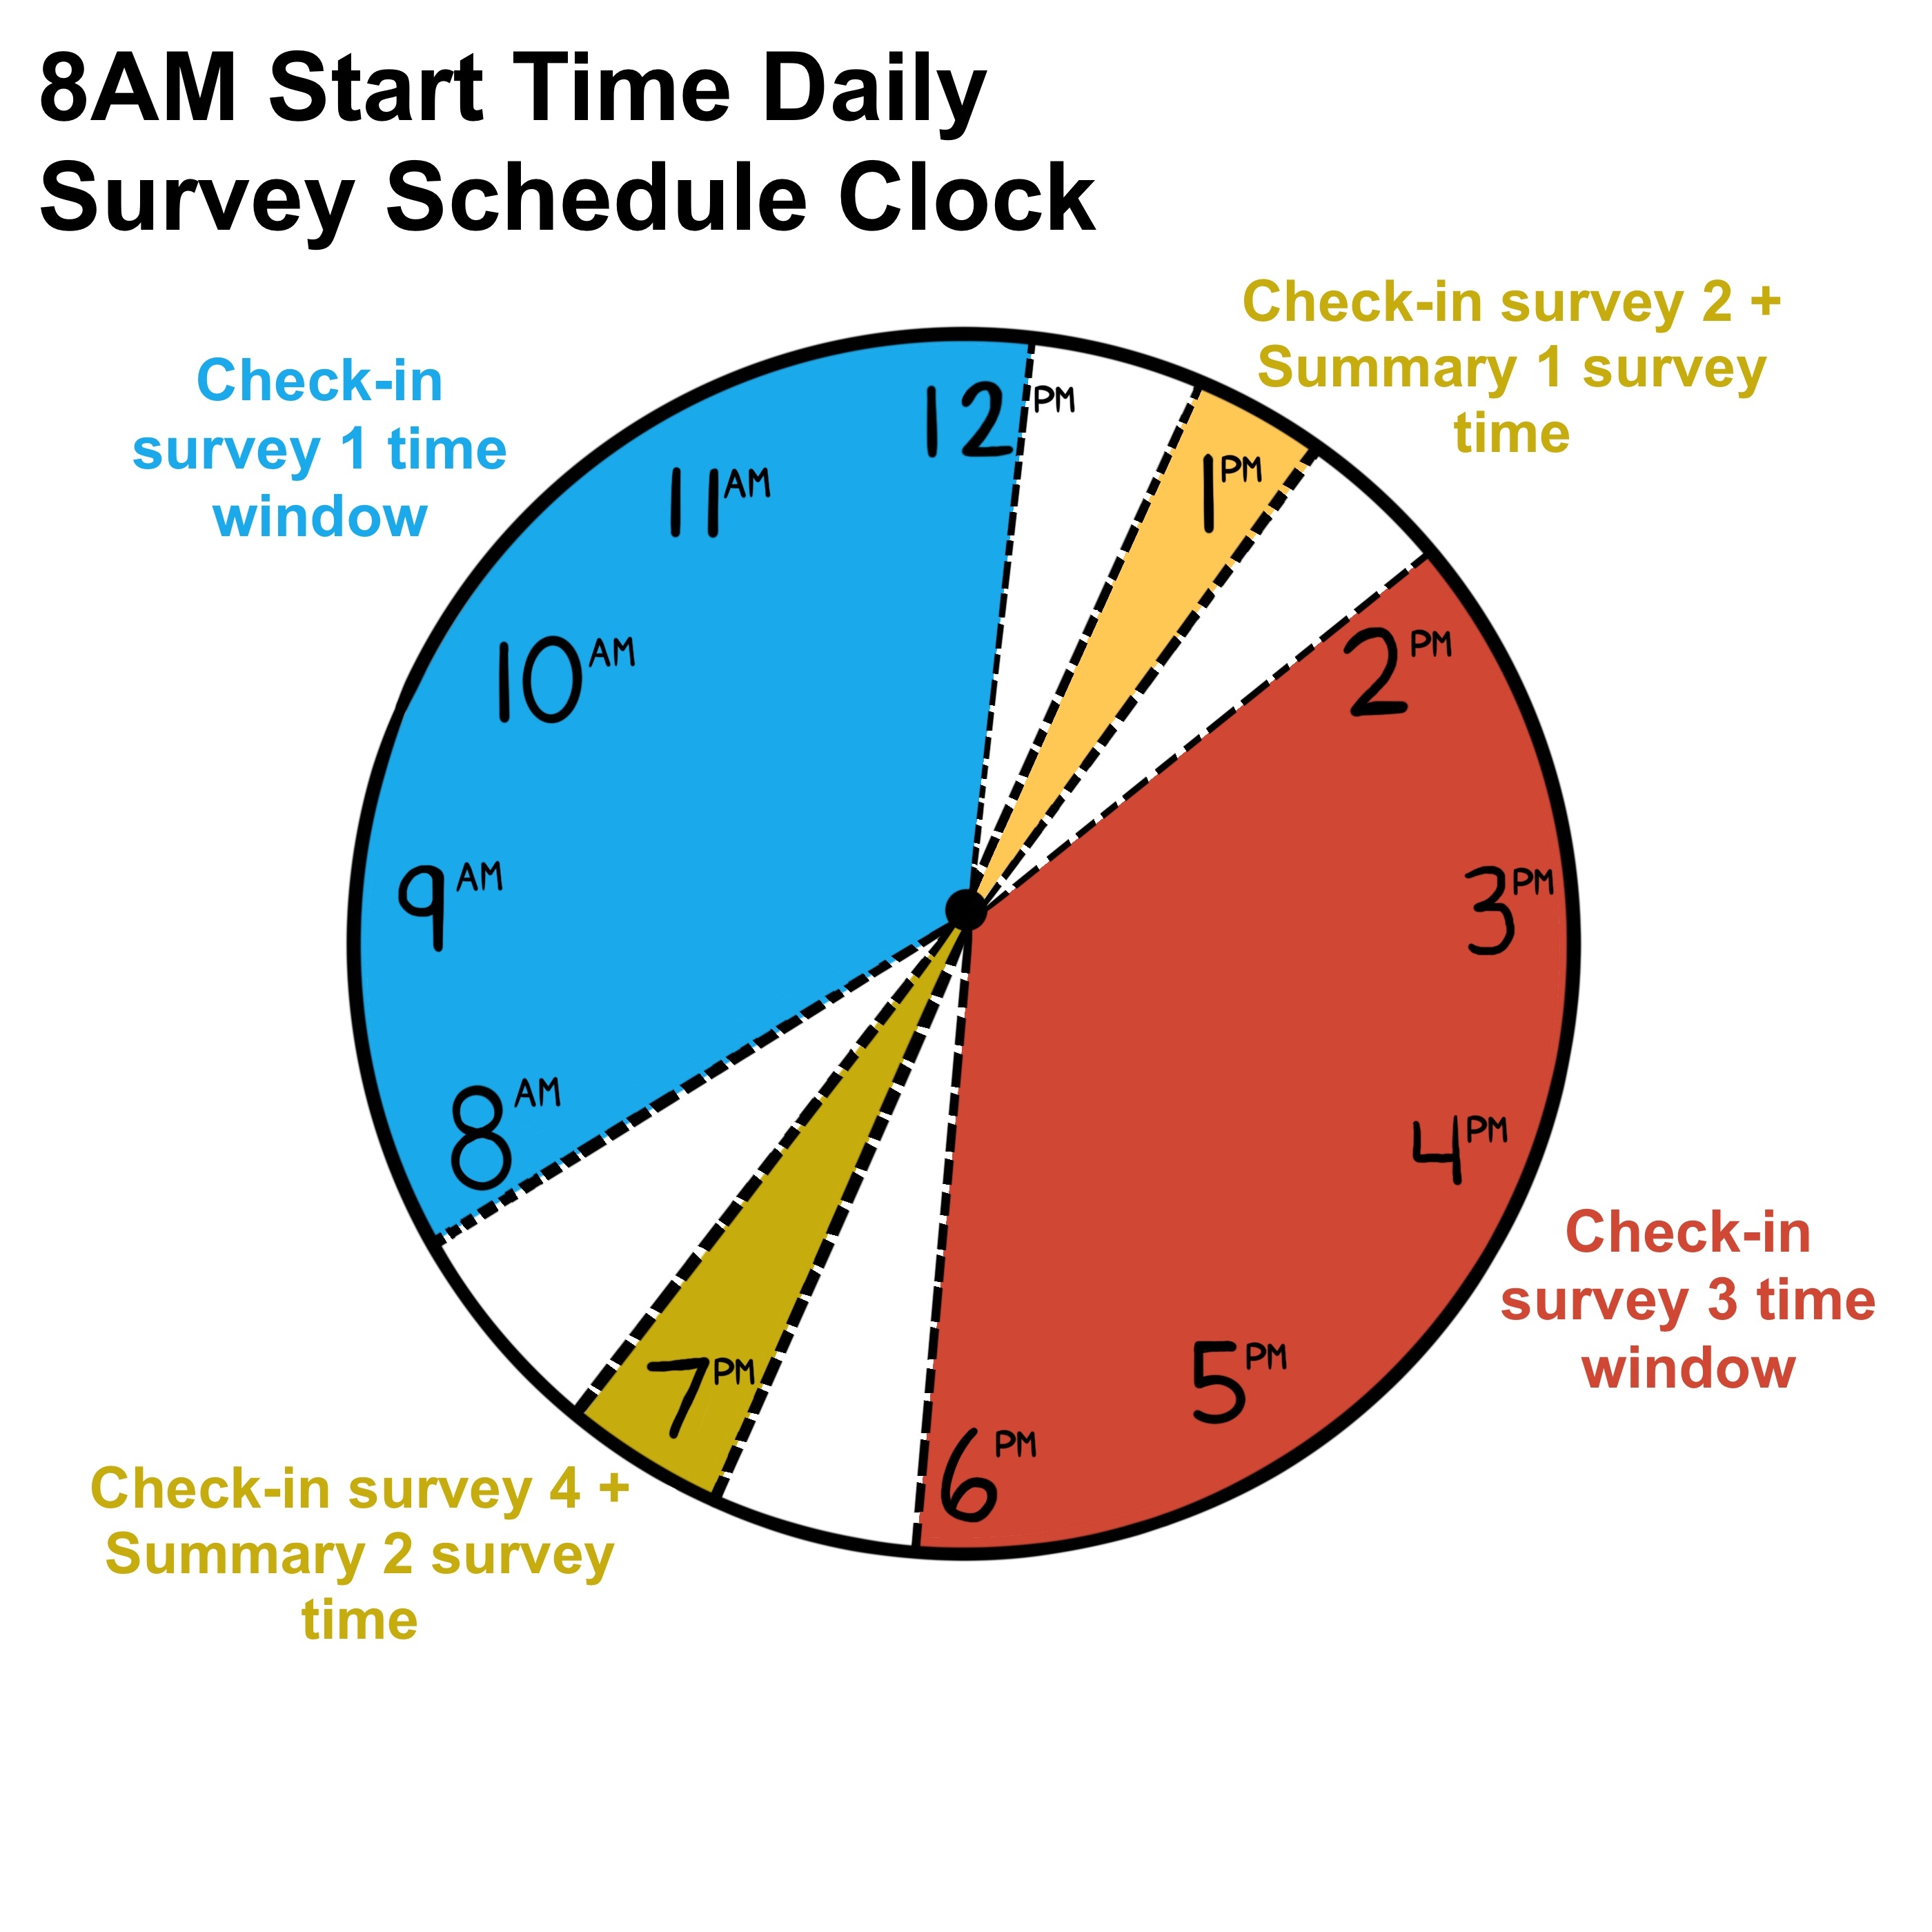 8AM Start Time Daily
Survey Schedule Clock
Check-in survey 2 +
Summary 1 survey
time
Check-in
survey 1 time
window
12 PM
1 PM
11 AM
2 PM
10 AM
3 PM
9 AM
4 PM
8 AM
5 PM
7 PM
6 PM
Check-in
survey 3 time
window
Check-in survey 4 +
Summary 2 survey
time